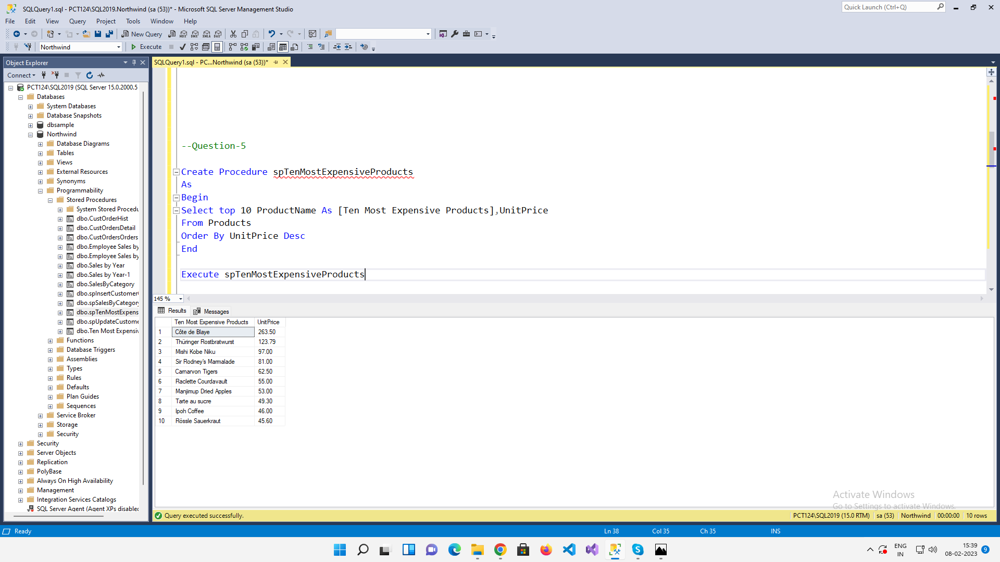 SQLQuery1.sql - PCT124\SQL2019.Northwind (sa (53))* - Microsoft SQL Server Management Studio
Quick Launch (Ctrl+Q)
File Edit View Query Project Tools Window Help
New Query
MDX DMX XMLA DAX
Northwind Execute
Object Explorer
SQLQuery1.sql - PC...Northwind (sa (53))*
Connect
PCT124\SQL2019 (SQL Server 15.0.2000.5
Databases
System Databases
Database Snapshots
dbsample
Northwind
Database Diagrams
Tables
Views
External Resources
Synonyms
Programmability
Stored Procedures
System Stored Procedu
dbo.CustOrderHist
dbo.CustOrdersDetail
dbo.CustOrdersOrders
dbo.Employee Sales by
dbo.Employee Sales by
dbo.Sales by Year
dbo.Sales by Year-1
dbo.SalesByCategory
dbo.spInsertCustomer
dbo.spSalesByCategory
dbo.spTenMostExpens
dbo.spUpdateCustome
dbo.Ten Most Expensiv
Functions
Database Triggers
Assemblies
Types
Rules
Defaults
Plan Guides
Sequences
Service Broker
Storage
Security
Security
Server Objects
Replication
PolyBase
Always On High Availability
Management
Integration Services Catalogs
SQL Server Agent (Agent XPs disabled
--Question-5
Create Procedure spTenMostExpensiveProducts
As
Begin
Select top 10 ProductName As [Ten Most Expensive Products],UnitPrice
From Products
Order By UnitPrice Desc
End
Execute spTenMostExpensiveProducts
145 %
Results Messages
Ten Most Expensive Products UnitPrice
1 Côte de Blaye 263.50
2 Thüringer Rostbratwurst 123.79
3 Mishi Kobe Niku 97.00
4 Sir Rodney's Marmalade 81.00
5 Carnarvon Tigers 62.50
6 Raclette Courdavault 55.00
7 Manjimup Dried Apples 53.00
8 Tarte au sucre 49.30
9 Ipoh Coffee 46.00
10 Rössle Sauerkraut 45.60
Activate Windows
Go to Settings to activate Windows.
Query executed successfully. PCT124\SQL2019 (15.0 RTM) sa (53) Northwind 00:00:00 10 rows
Ready Ln 38 Col 35 Ch 35 INS
ENG
IN
15:39
08-02-2023
9